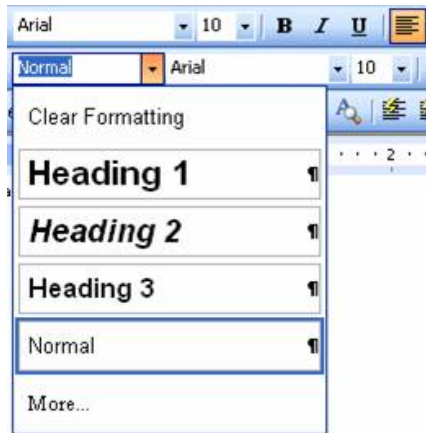 Arial 10 B I U
Normal Arial 10
Clear Formatting
2
Heading 1 ¶
Heading 2 ¶
Heading 3 ¶
Normal ¶
More...